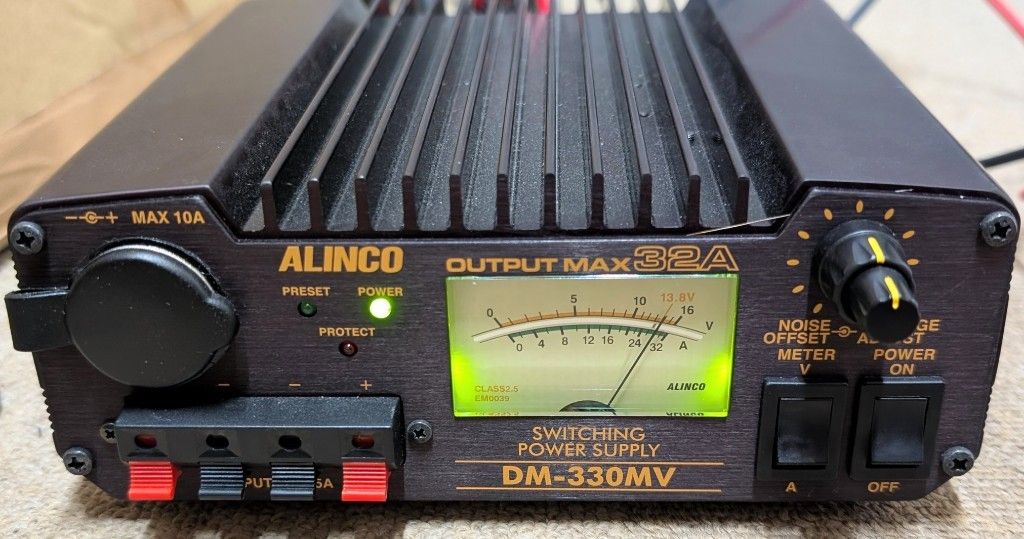 MAX 10A
ALINCO
OUTPUT MAX 32A
PRESET POWER
PROTECT
0 5 10 13.8V 16 V
0 4 8 12 16 24 32 A
CLASS2.5
EM0039
ALINCO
NOISE
OFFSET
METER POWER
V ON
A OFF
5A
SWITCHING
POWER SUPPLY
DM-330MV